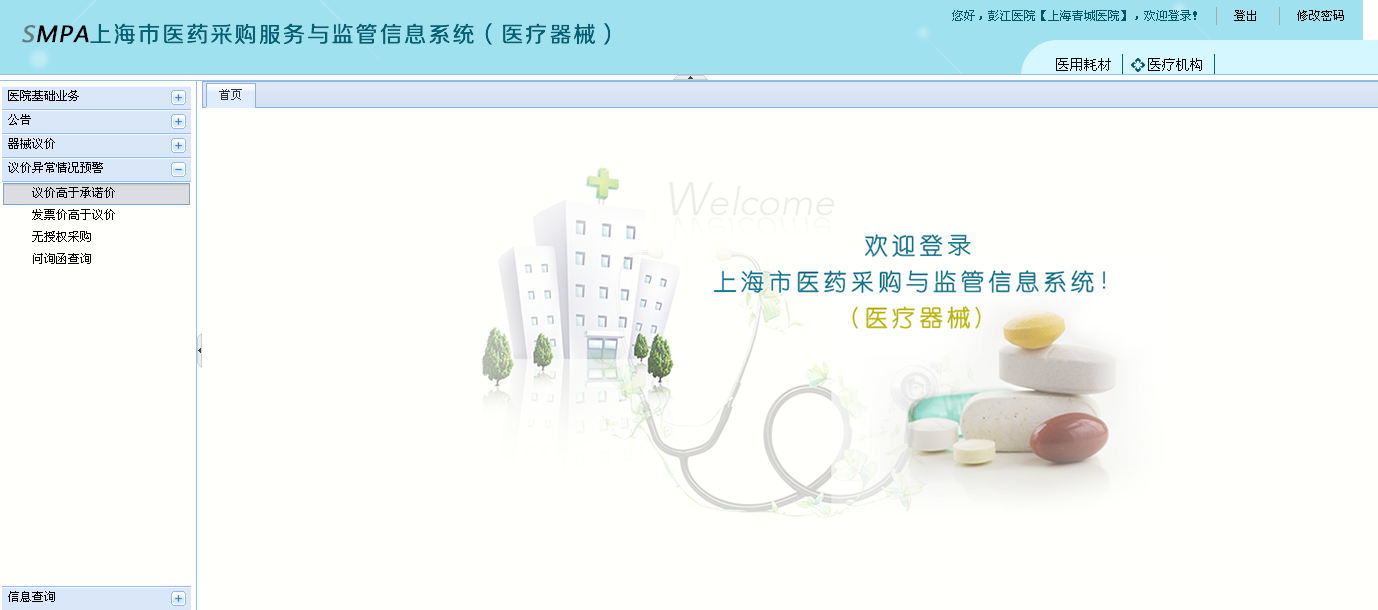 您好，彭江医院【上海青城医院】，欢迎登录！ 登出 修改密码
SMPA上海市医药采购服务与监管信息系统（医疗器械）
医用耗材 医疗机构
首页
医院基础业务
公告
器械议价
议价异常情况预警
议价高于承诺价
发票价高于议价
无授权采购
问询函查询
信息查询
Welcome
欢迎登录
上海市医药采购与监管信息系统！
（医疗器械）